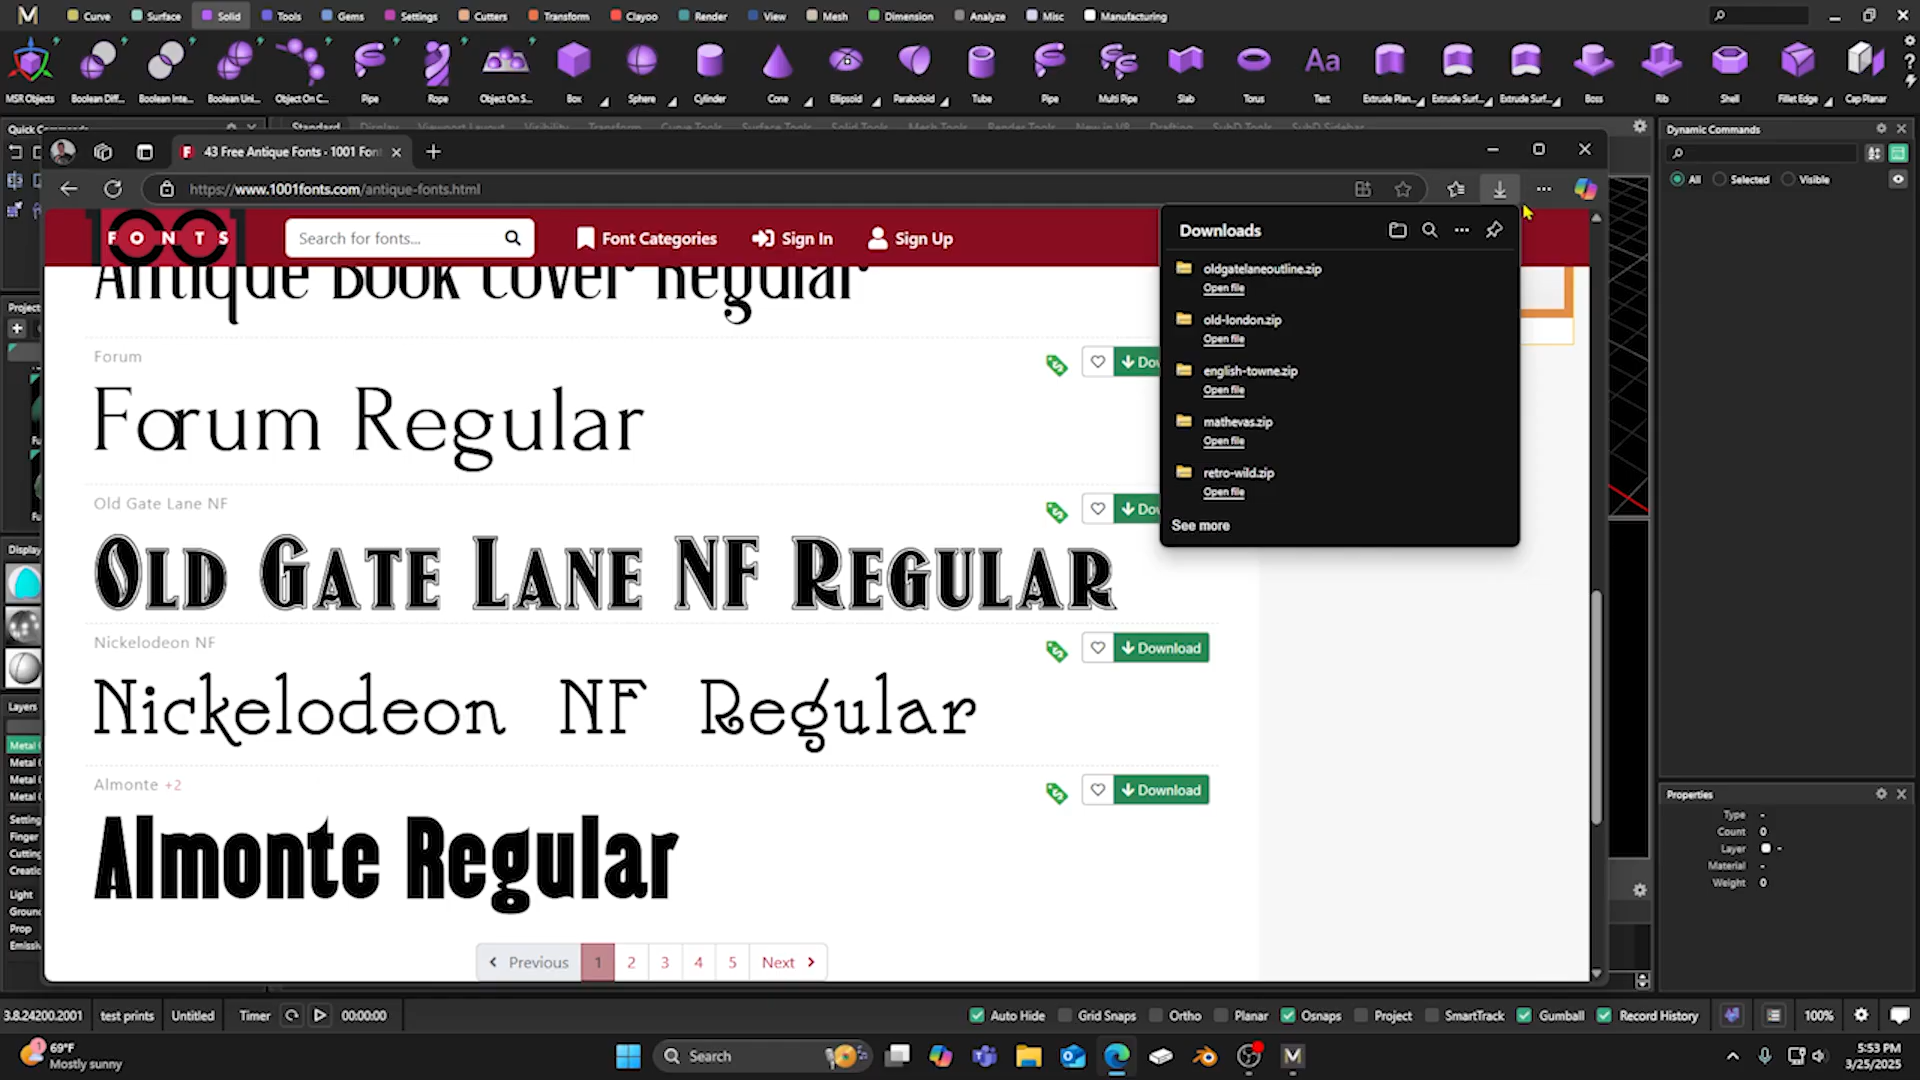 Curve Surface Solid Tools Gems Settings Cutters Transform Clayoo Render View Mesh Dimension Analyze Misc Manufacturing
MSR Objects Boolean Diff... Boolean Inte... Boolean Uni... Object On C... Pipe Rope Object On S... Box Sphere Cylinder Cone Ellipsoid Paraboloid Tube Pipe Multi Pipe Slab Torus Text Extrude Plan... Extrude Surf... Extrude Surf... Boss Rib Shell Fillet Edge Cap Planar
Dynamic Commands
All Selected Visible
43 Free Antique Fonts - 1001 Fon
https://www.1001fonts.com/antique-fonts.html
FONTS
Search for fonts...
Font Categories
Sign In
Sign Up
Downloads
oldgatelaneoutline.zip
Open file
old-london.zip
Open file
english-towne.zip
Open file
mathevas.zip
Open file
retro-wild.zip
Open file
See more
Antique Book Cover Regular
Forum
Forum Regular
Old Gate Lane NF
Old Gate Lane NF Regular
Nickelodeon NF
Download
Nickelodeon NF Regular
Almonte +2
Download
Almonte Regular
Previous 1 2 3 4 5 Next
Properties
Type -
Count 0
Layer -
Material -
Weight 0
3.8.24200.2001 test prints Untitled Timer 00:00:00 Auto Hide Grid Snaps Ortho Planar Osnaps Project SmartTrack Gumball Record History 100%
69°F
Mostly sunny
Search
5:53 PM
3/25/2025